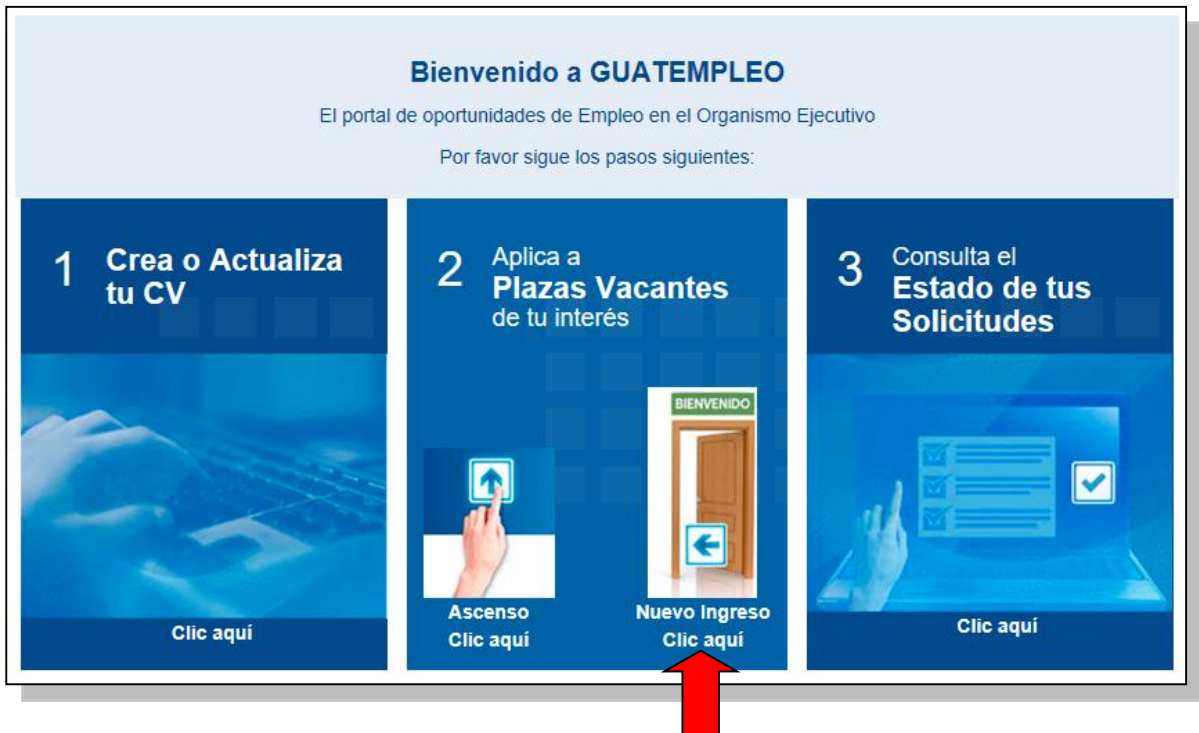 Bienvenido a GUATEMPLEO
El portal de oportunidades de Empleo en el Organismo Ejecutivo
Por favor sigue los pasos siguientes:
1 Crea o Actualiza
tu CV
Clic aquí
2 Aplica a
Plazas Vacantes
de tu interés
BIENVENIDO
Ascenso
Clic aquí
Nuevo Ingreso
Clic aquí
3 Consulta el
Estado de tus
Solicitudes
Clic aquí